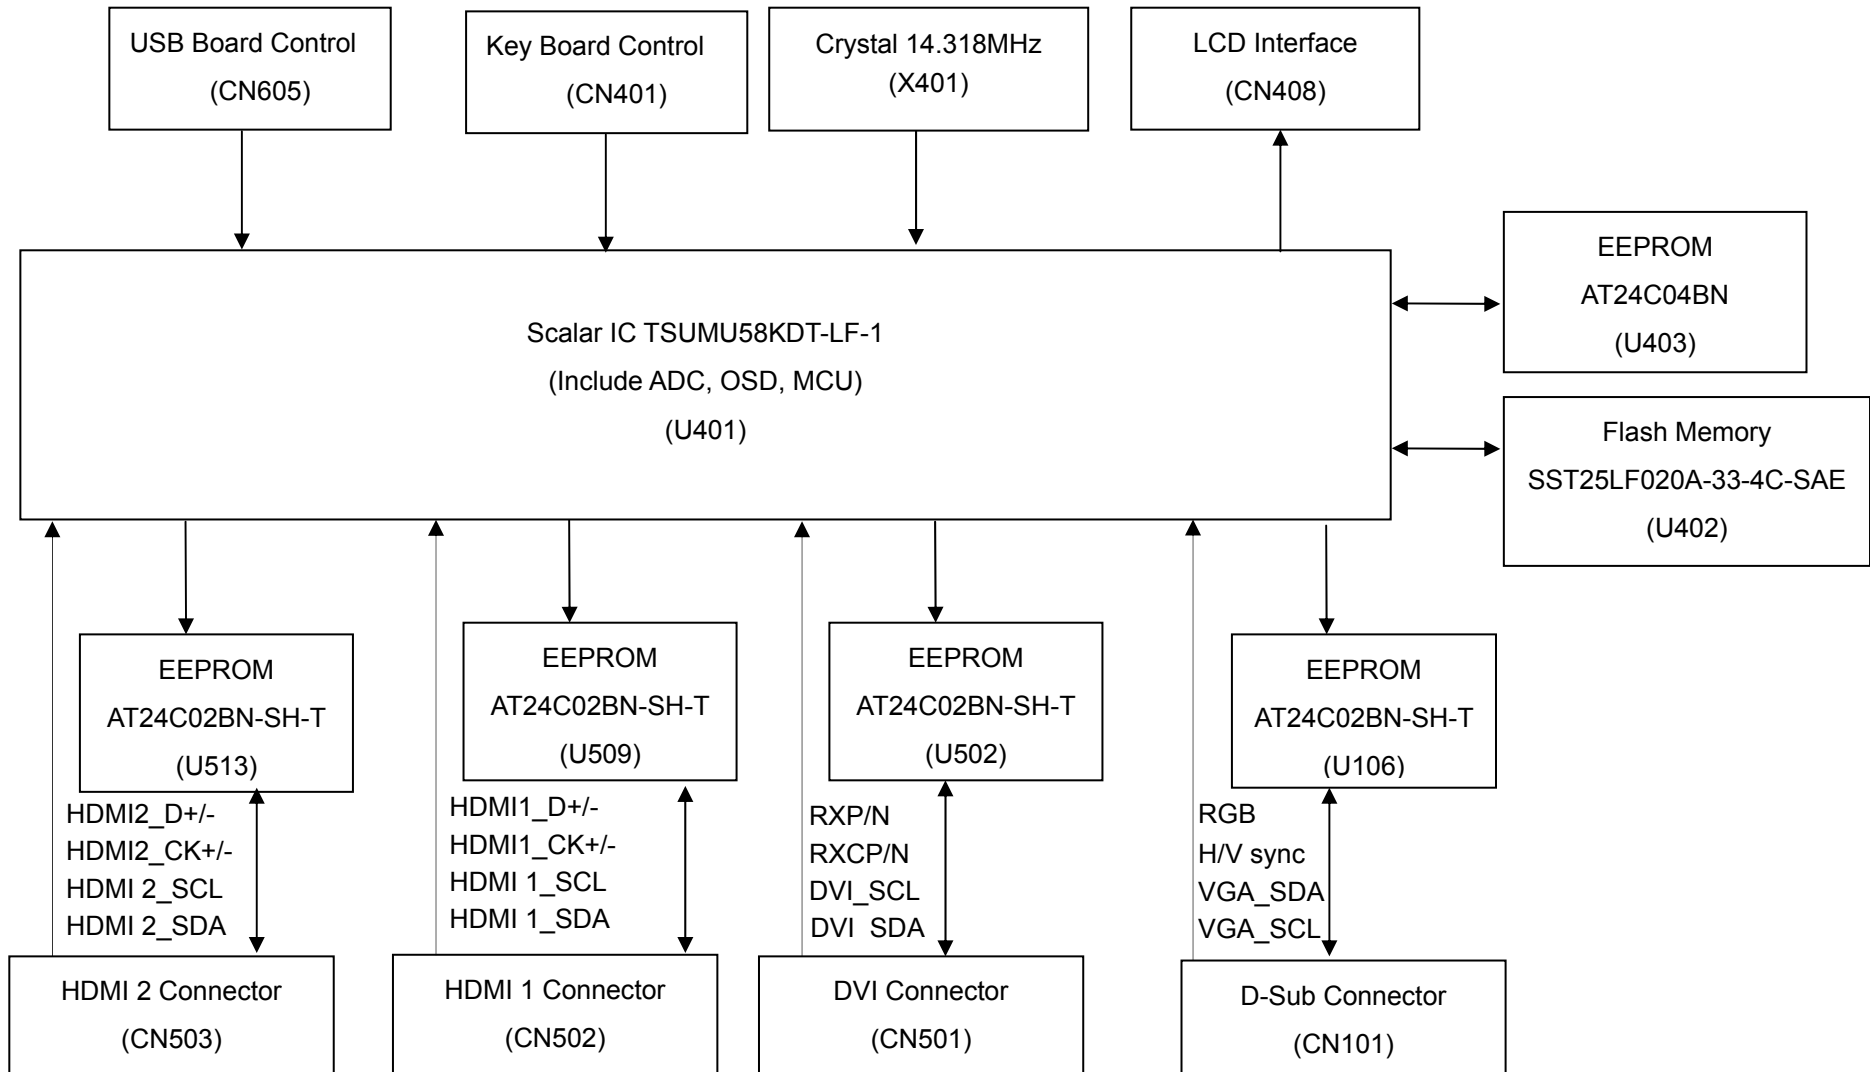 USB Board Control
(CN605)
Key Board Control
(CN401)
Crystal 14.318MHz
(X401)
LCD Interface
(CN408)
EEPROM
AT24C04BN
(U403)
Scalar IC TSUMU58KDT-LF-1
(Include ADC, OSD, MCU)
(U401)
Flash Memory
SST25LF020A-33-4C-SAE
(U402)
EEPROM
AT24C02BN-SH-T
(U513)
EEPROM
AT24C02BN-SH-T
(U509)
EEPROM
AT24C02BN-SH-T
(U502)
EEPROM
AT24C02BN-SH-T
(U106)
HDMI2_D+/-
HDMI2_CK+/-
HDMI 2_SCL
HDMI 2_SDA
HDMI1_D+/-
HDMI1_CK+/-
HDMI 1_SCL
HDMI 1_SDA
RXP/N
RXCP/N
DVI_SCL
DVI_SDA
RGB
H/V sync
VGA_SDA
VGA_SCL
HDMI 2 Connector
(CN503)
HDMI 1 Connector
(CN502)
DVI Connector
(CN501)
D-Sub Connector
(CN101)